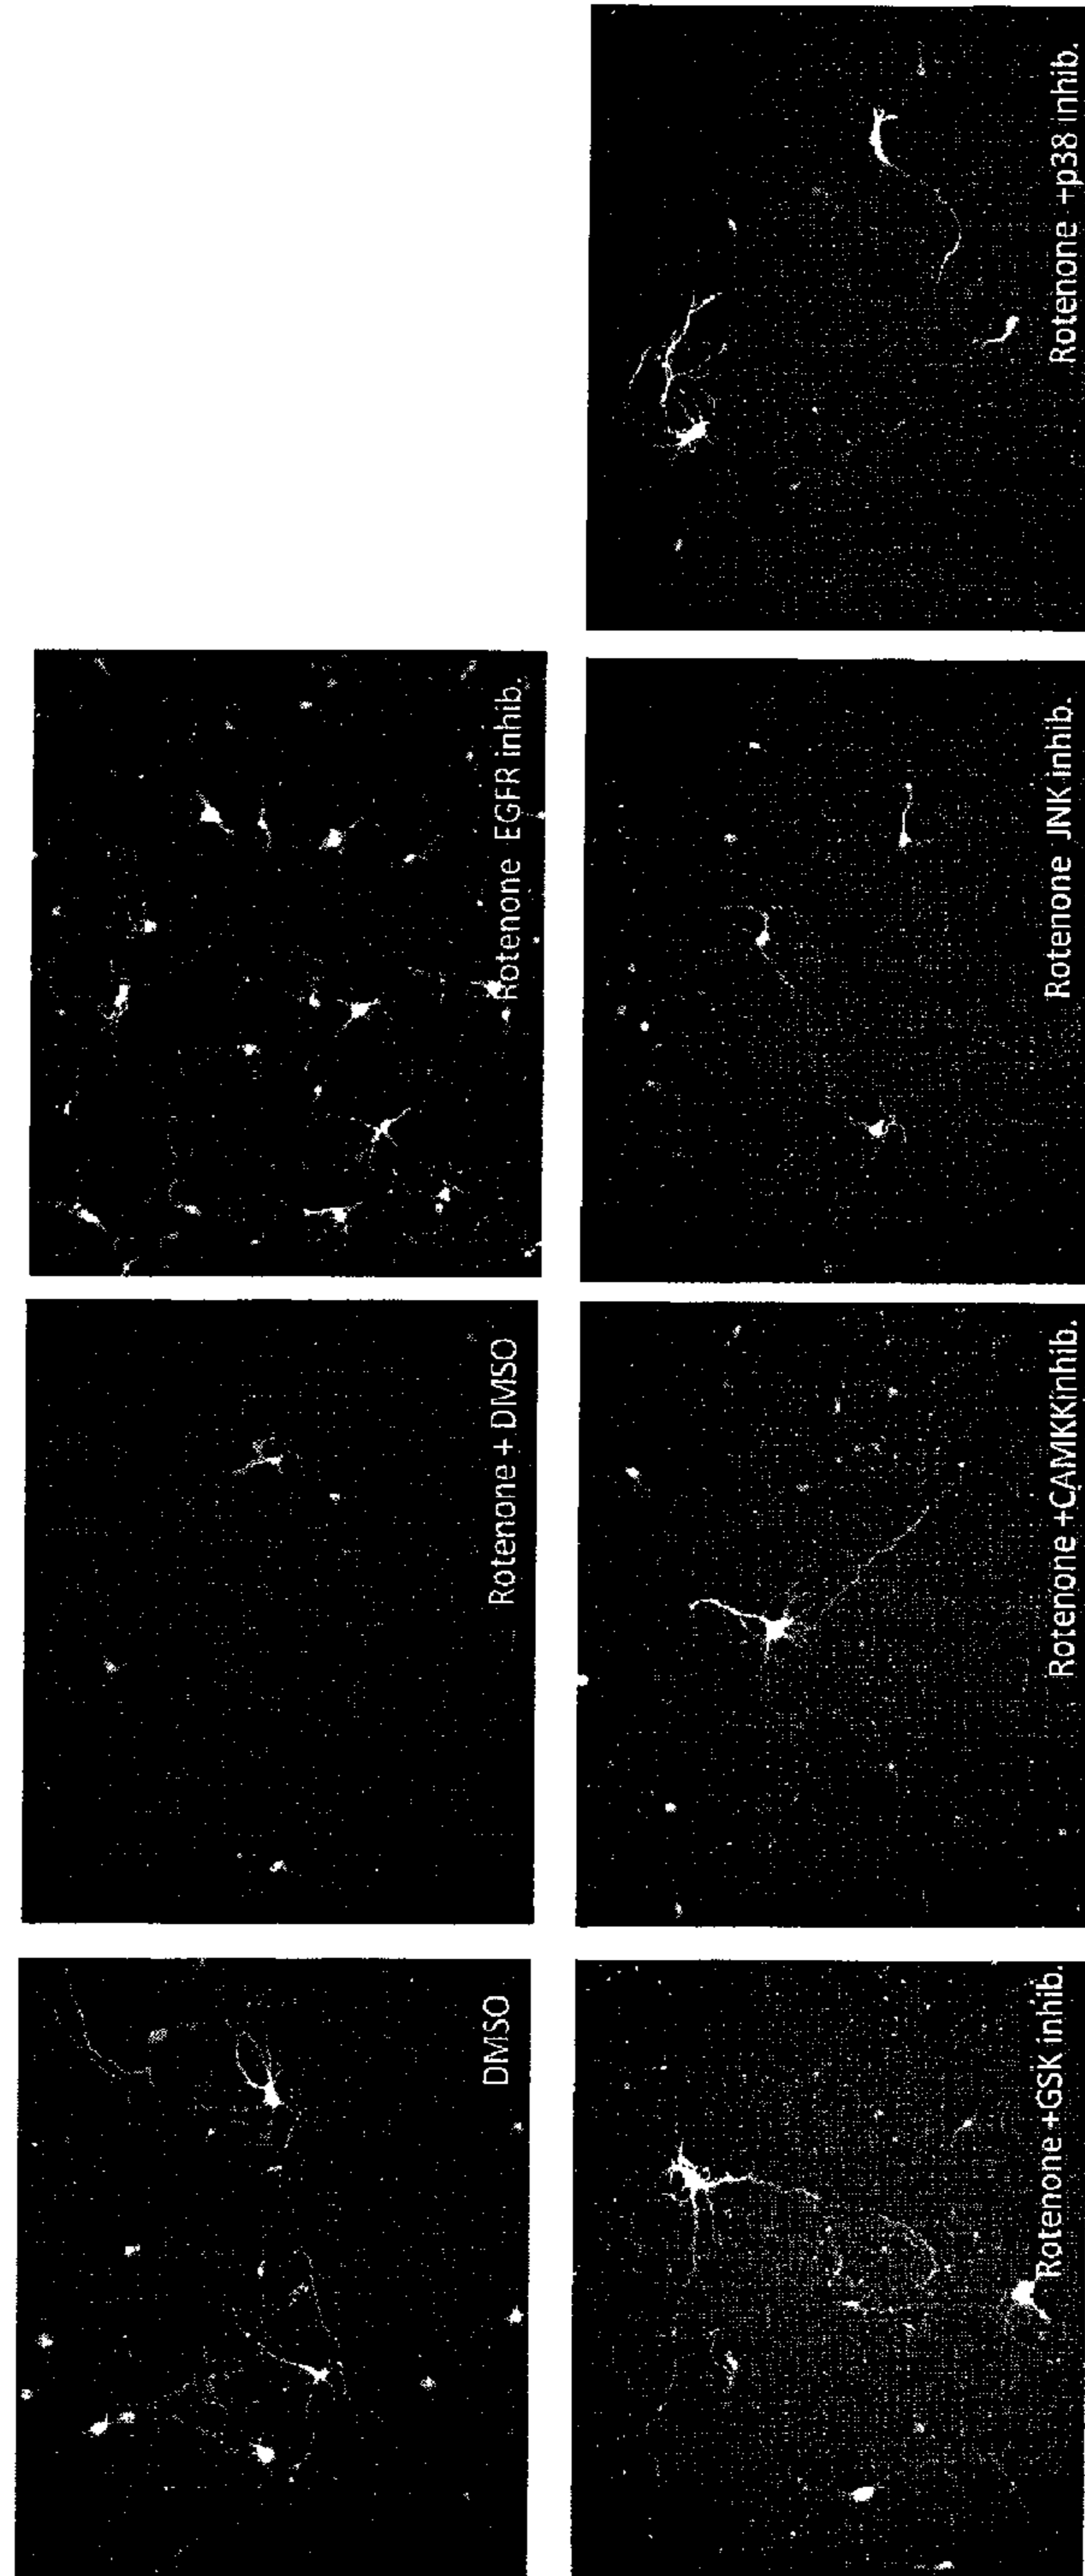 DMSO
Rotenone + DMSO
Rotenone EGFR inhib.
Rotenone +GSK inhib.
Rotenone +CAMKKinhib.
Rotenone JNK inhib.
Rotenone +p38 inhib.